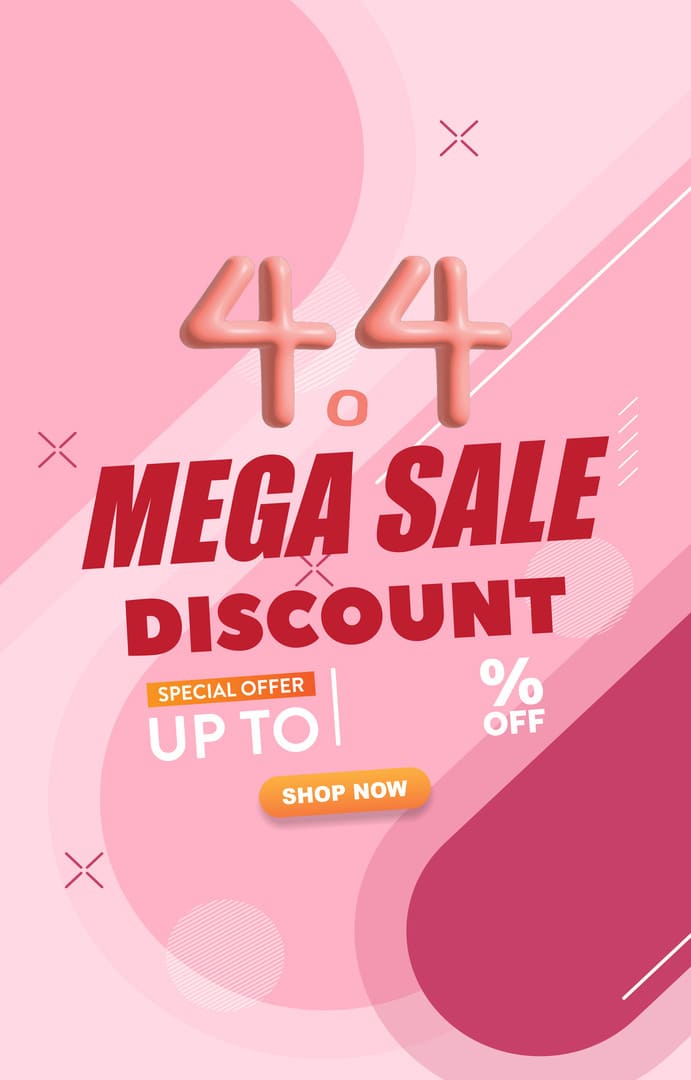 4.4
MEGA SALE
DISCOUNT
SPECIAL OFFER
UP TO
%
OFF
SHOP NOW